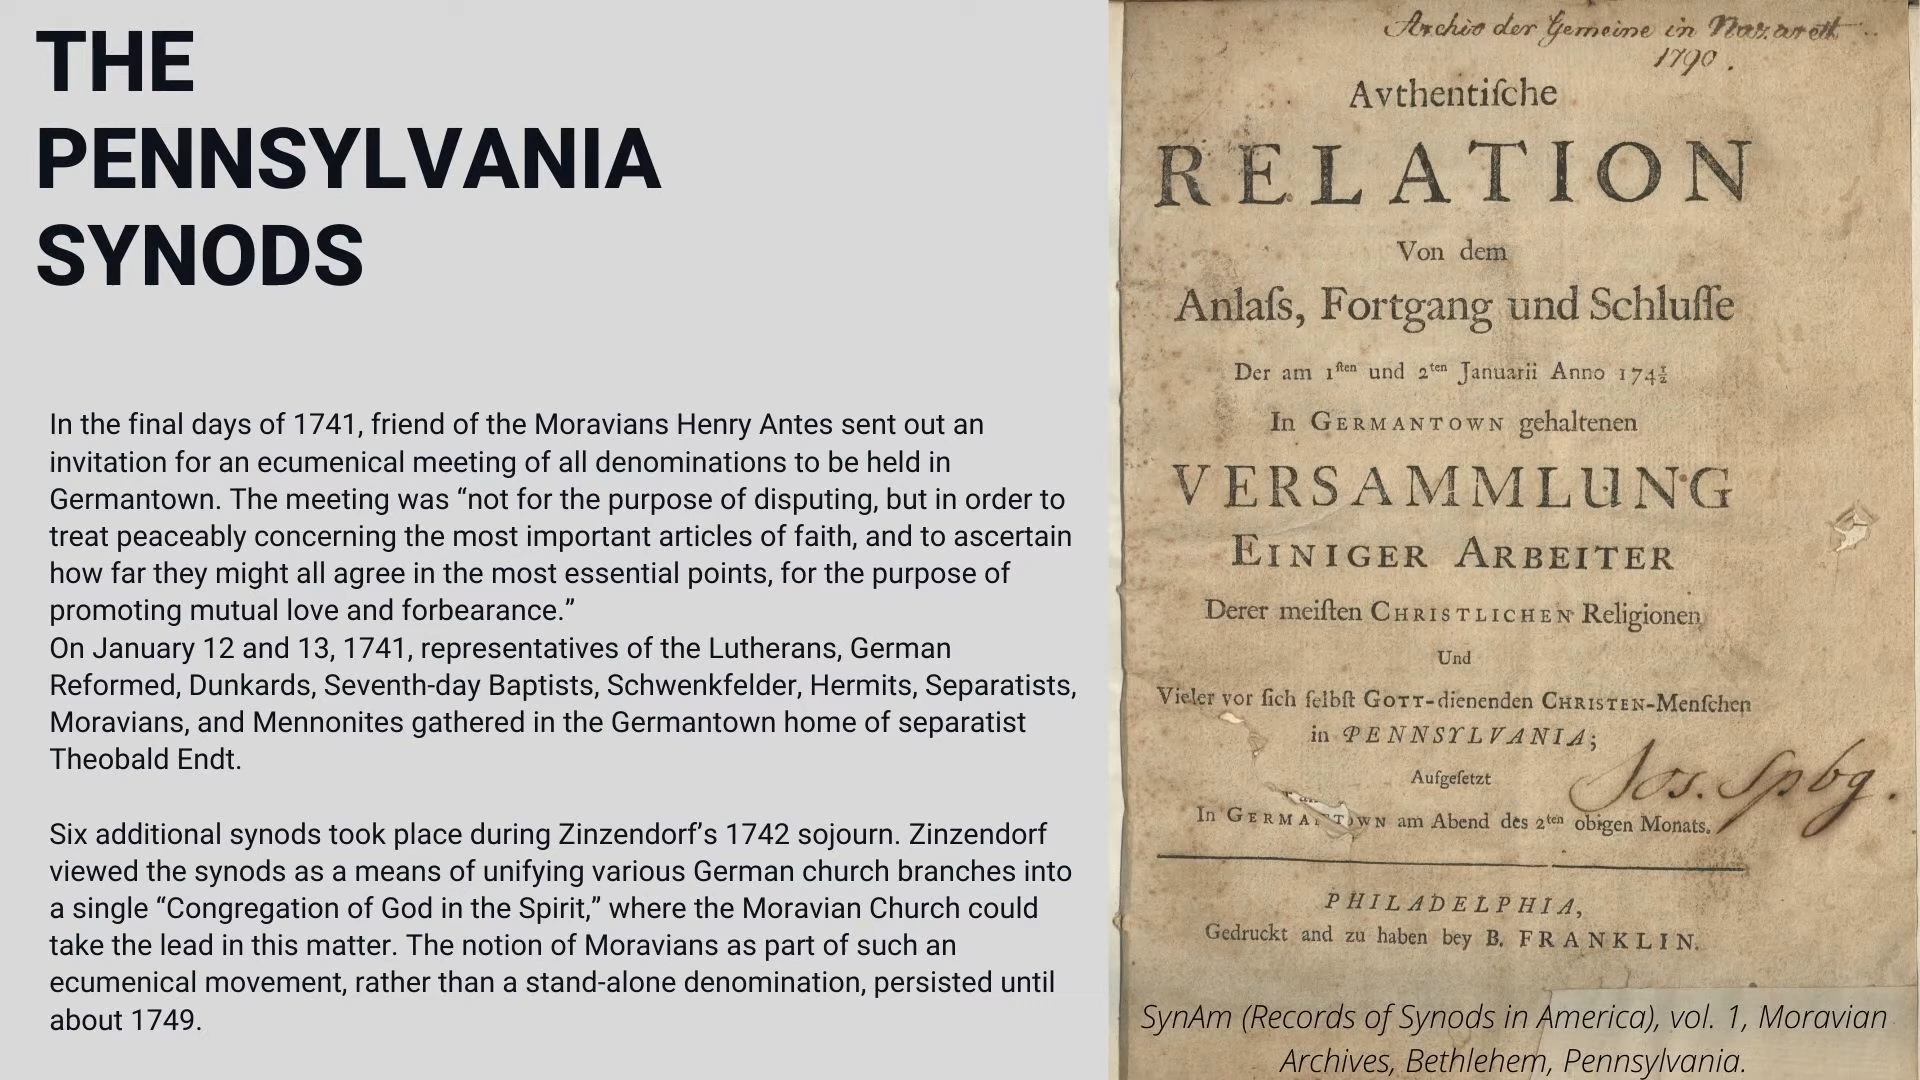 THE
PENNSYLVANIA
SYNODS
In the final days of 1741, friend of the Moravians Henry Antes sent out an
invitation for an ecumenical meeting of all denominations to be held in
Germantown. The meeting was “not for the purpose of disputing, but in order to
treat peaceably concerning the most important articles of faith, and to ascertain
how far they might all agree in the most essential points, for the purpose of
promoting mutual love and forbearance.”
On January 12 and 13, 1741, representatives of the Lutherans, German
Reformed, Dunkards, Seventh-day Baptists, Schwenkfelder, Hermits, Separatists,
Moravians, and Mennonites gathered in the Germantown home of separatist
Theobald Endt.
Six additional synods took place during Zinzendorf’s 1742 sojourn. Zinzendorf
viewed the synods as a means of unifying various German church branches into
a single “Congregation of God in the Spirit,” where the Moravian Church could
take the lead in this matter. The notion of Moravians as part of such an
ecumenical movement, rather than a stand-alone denomination, persisted until
about 1749.
Archiv der Gemeine in Nazareth
1790.
Avthentiſche
RELATION
Von dem
Anlaſs, Fortgang und Schluſſe
Der am 1ſten und 2ten Januarii Anno 174½
In GERMANTOWN gehaltenen
VERSAMMLUNG
EINIGER ARBEITER
Derer meiſten CHRISTLICHEN Religionen
Und
Vieler vor ſich ſelbſt GOTT-dienenden CHRISTEN-Menſchen
in PENNSYLVANIA;
Aufgeſetzt
Jos. Spbg.
In GERMANTOWN am Abend des 2ten obigen Monats.
PHILADELPHIA,
Gedruckt and zu haben bey B. FRANKLIN.
SynAm (Records of Synods in America), vol. 1, Moravian
Archives, Bethlehem, Pennsylvania.